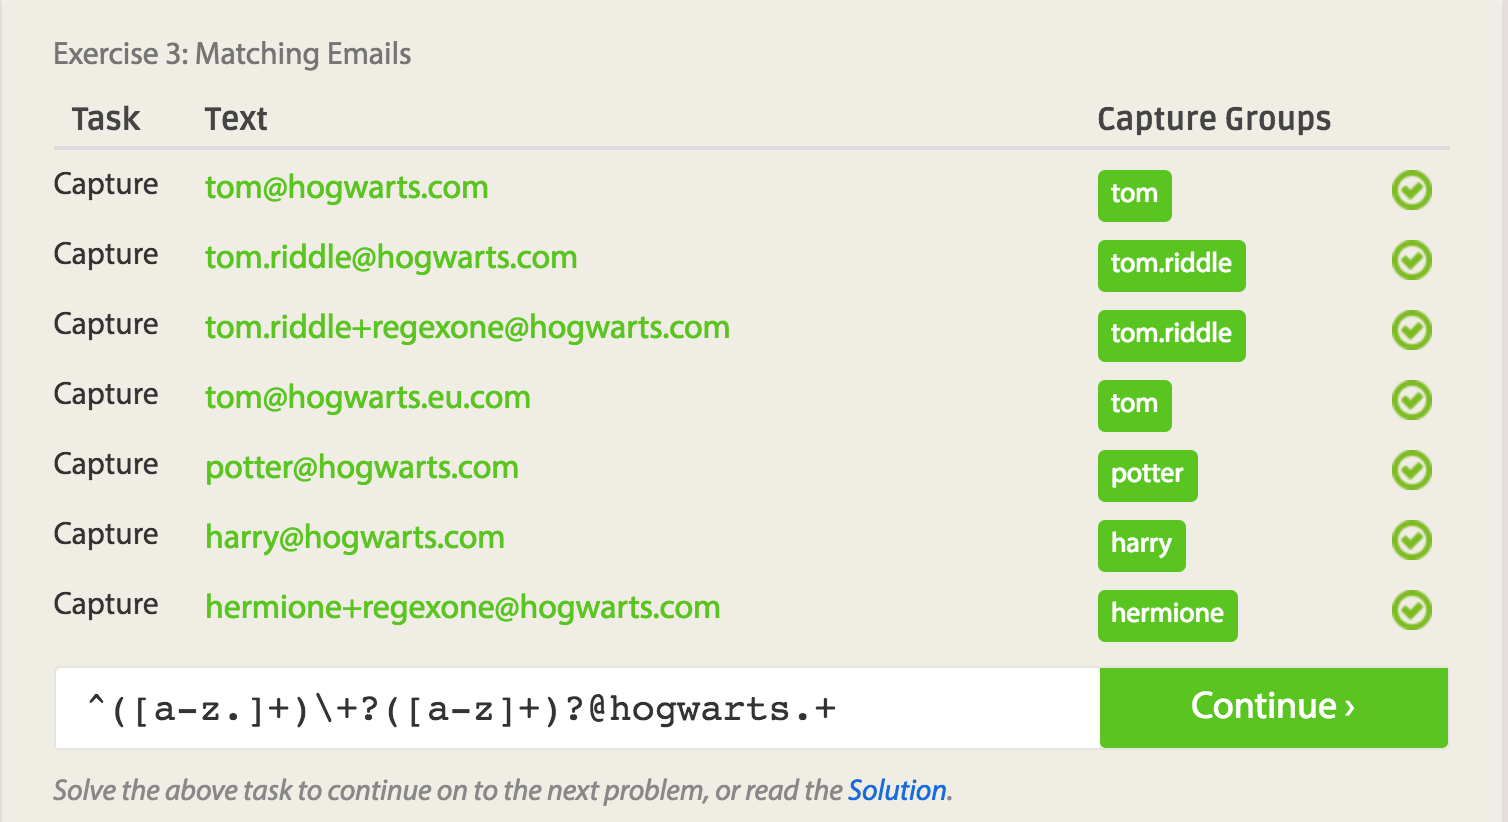 Exercise 3: Matching Emails
Task Text Capture Groups
Capture tom@hogwarts.com tom
Capture tom.riddle@hogwarts.com tom.riddle
Capture tom.riddle+regexone@hogwarts.com tom.riddle
Capture tom@hogwarts.eu.com tom
Capture potter@hogwarts.com potter
Capture harry@hogwarts.com harry
Capture hermione+regexone@hogwarts.com hermione
^([a-z.]+)\+?([a-z]+)?@hogwarts.+ Continue ›
Solve the above task to continue on to the next problem, or read the Solution.